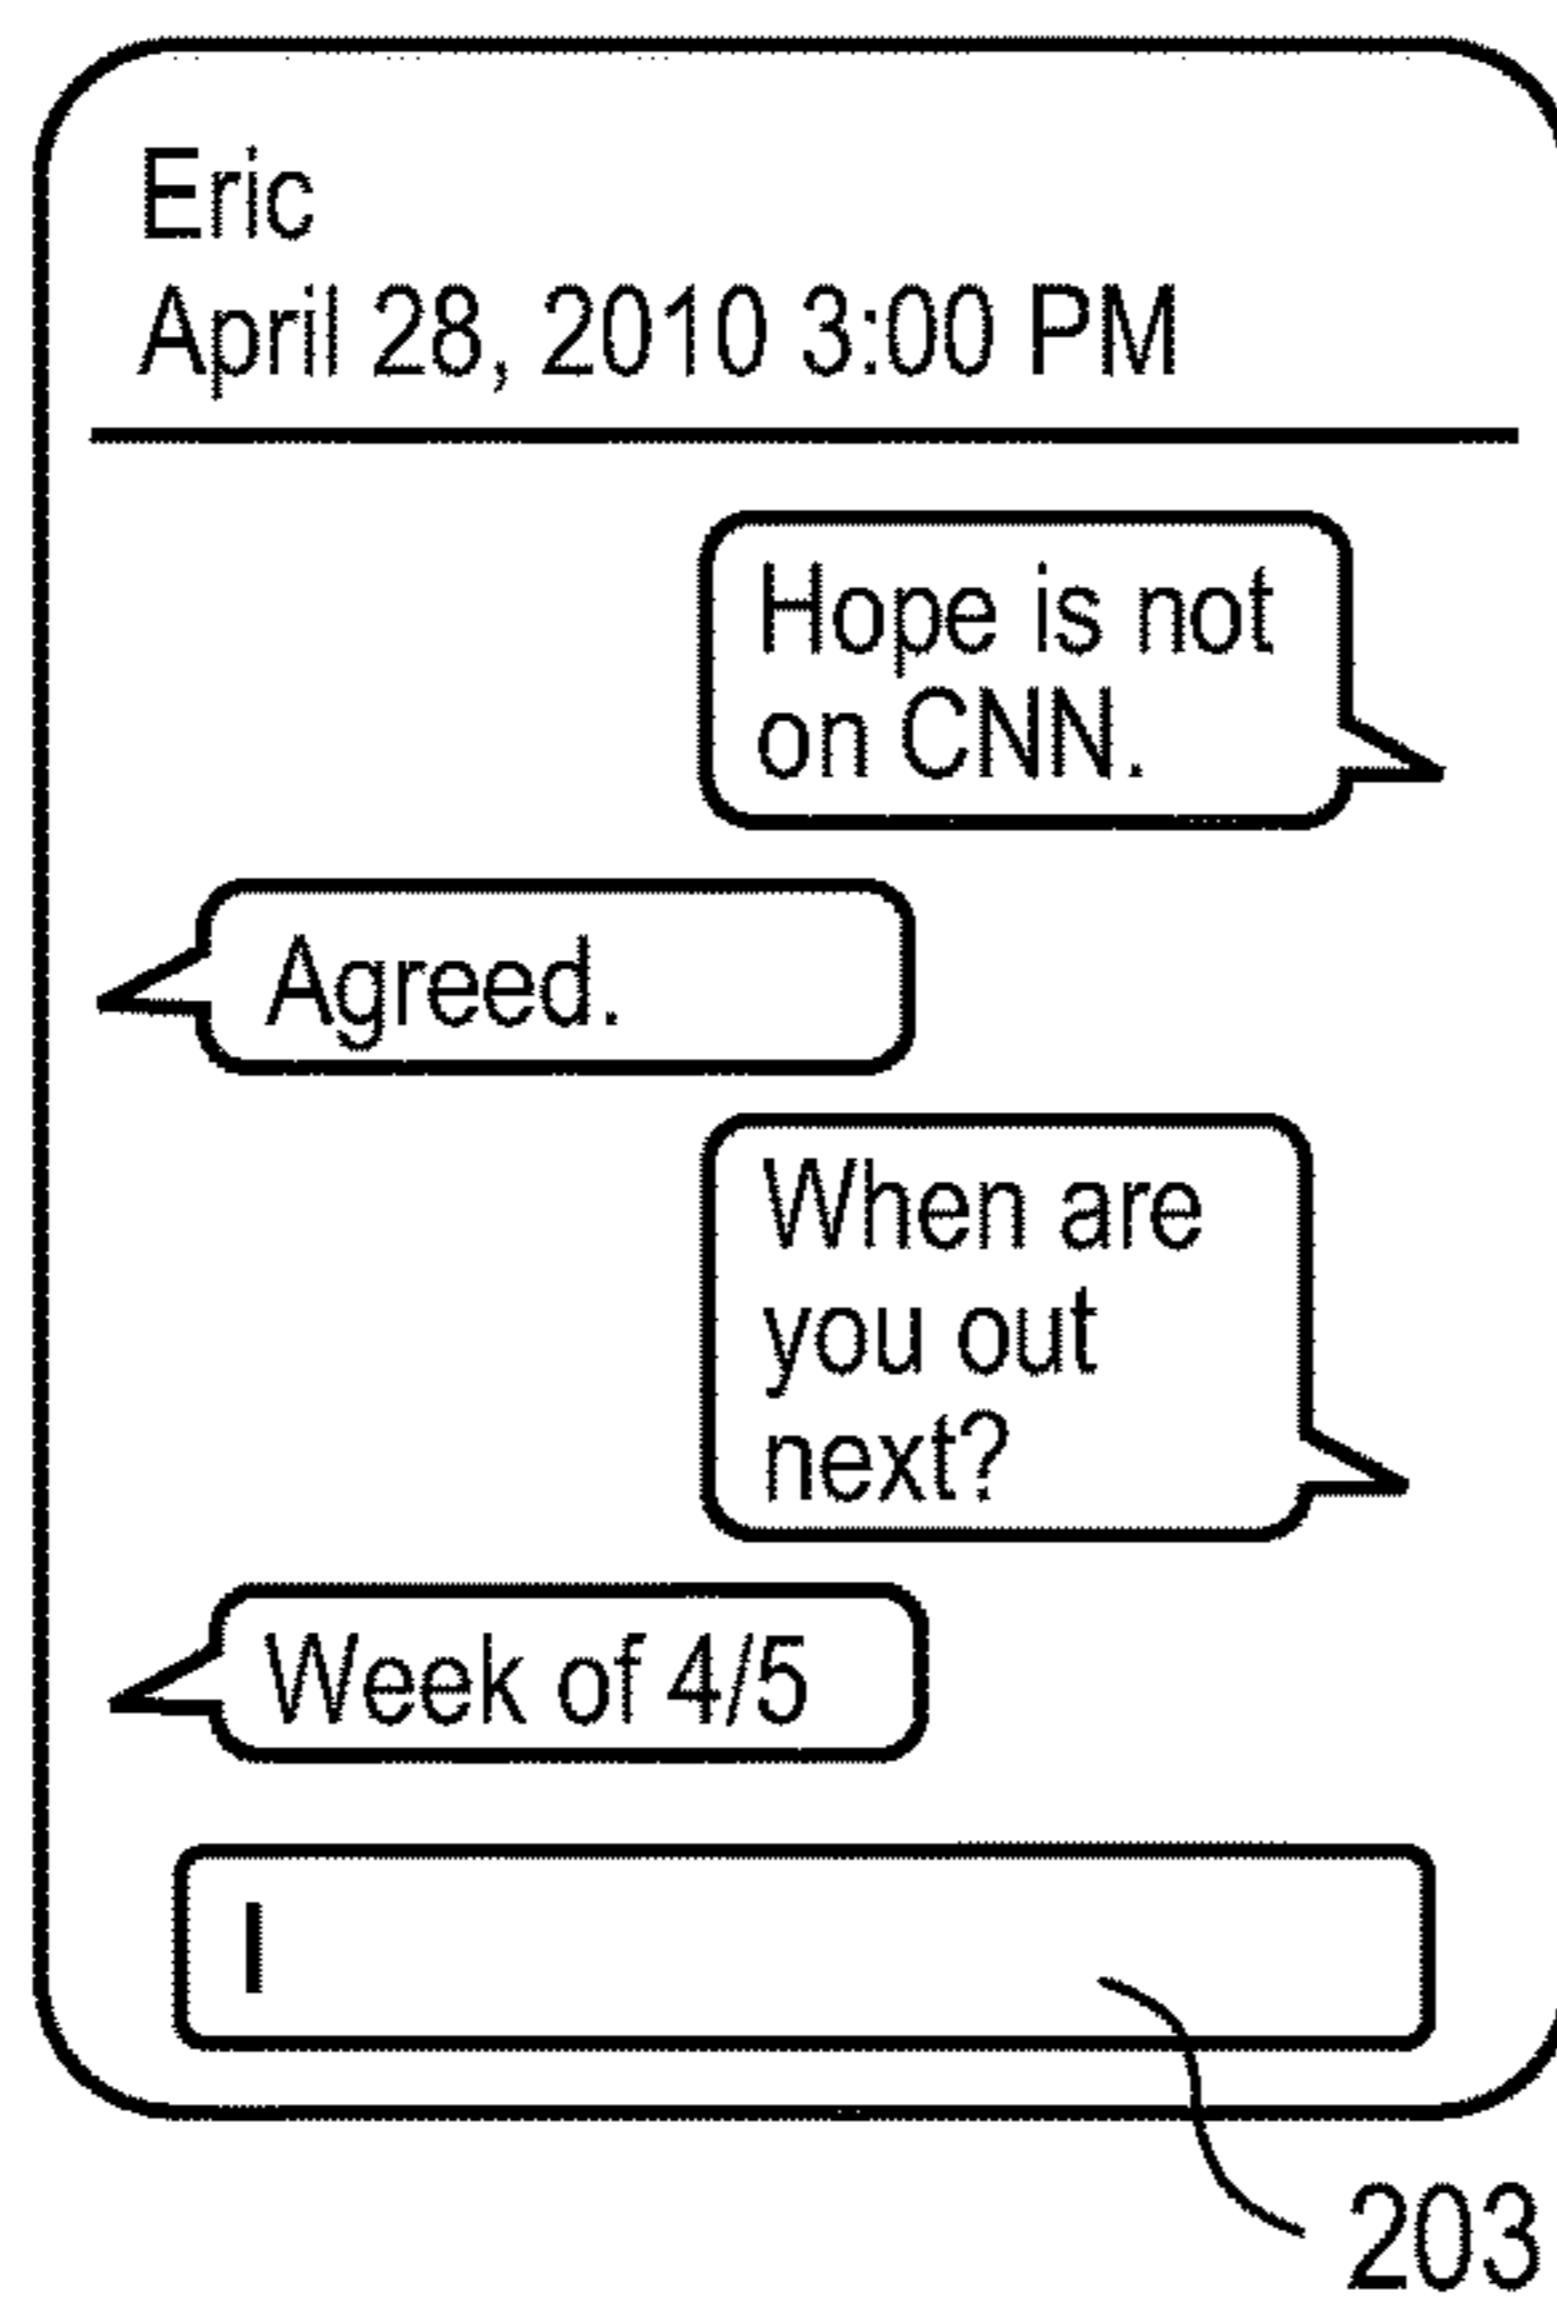 Eric
April 28, 2010 3:00 PM
Hope is not
on CNN.
Agreed.
When are
you out
next?
Week of 4/5
203